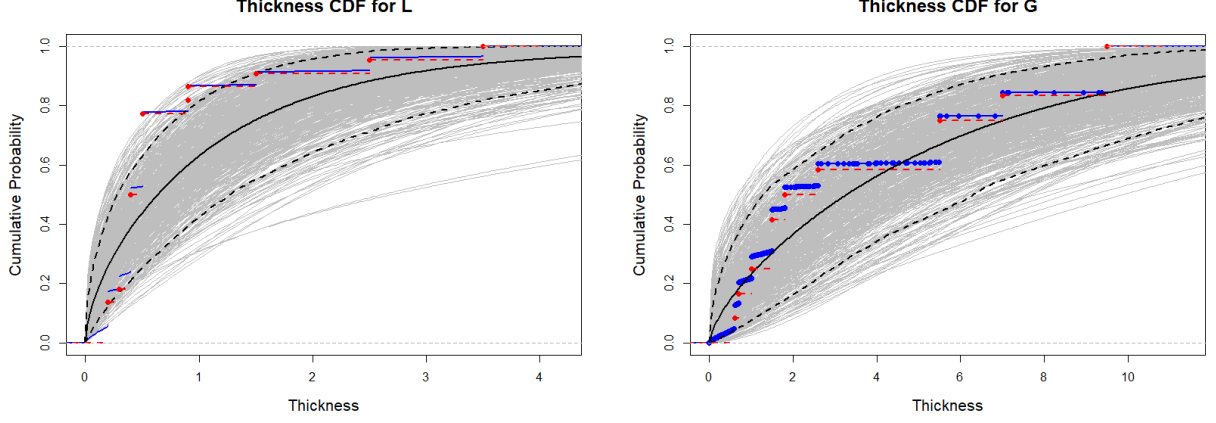 Thickness CDF for L
Cumulative Probability
1.0
0.8
0.6
0.4
0.2
0.0
0 1 2 3 4
Thickness
Thickness CDF for G
Cumulative Probability
1.0
0.8
0.6
0.4
0.2
0.0
0 2 4 6 8 10
Thickness